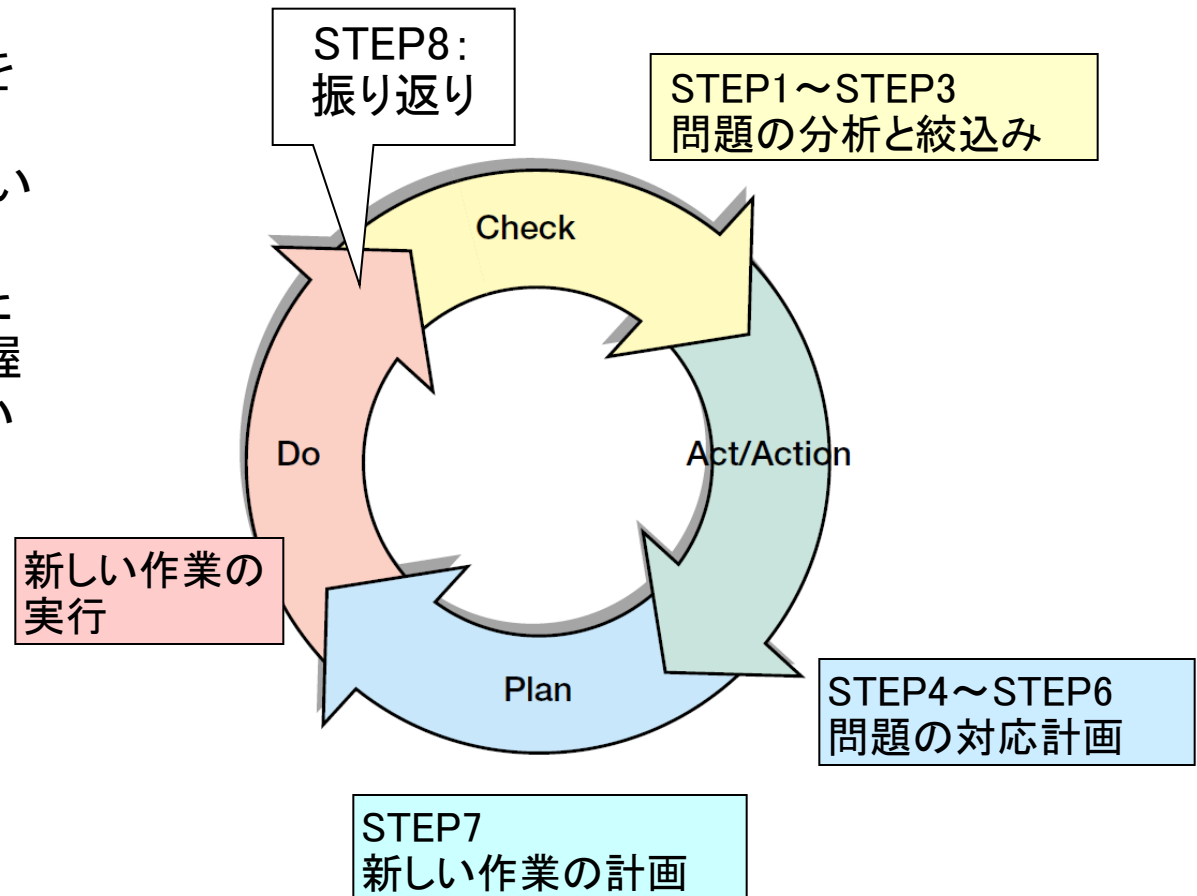 STEP8：
振り返り
STEP1～STEP3
問題の分析と絞込み
Check
い
Act/Action
Do
握
新しい作業の
実行
Plan
STEP4～STEP6
問題の対応計画
STEP7
新しい作業の計画